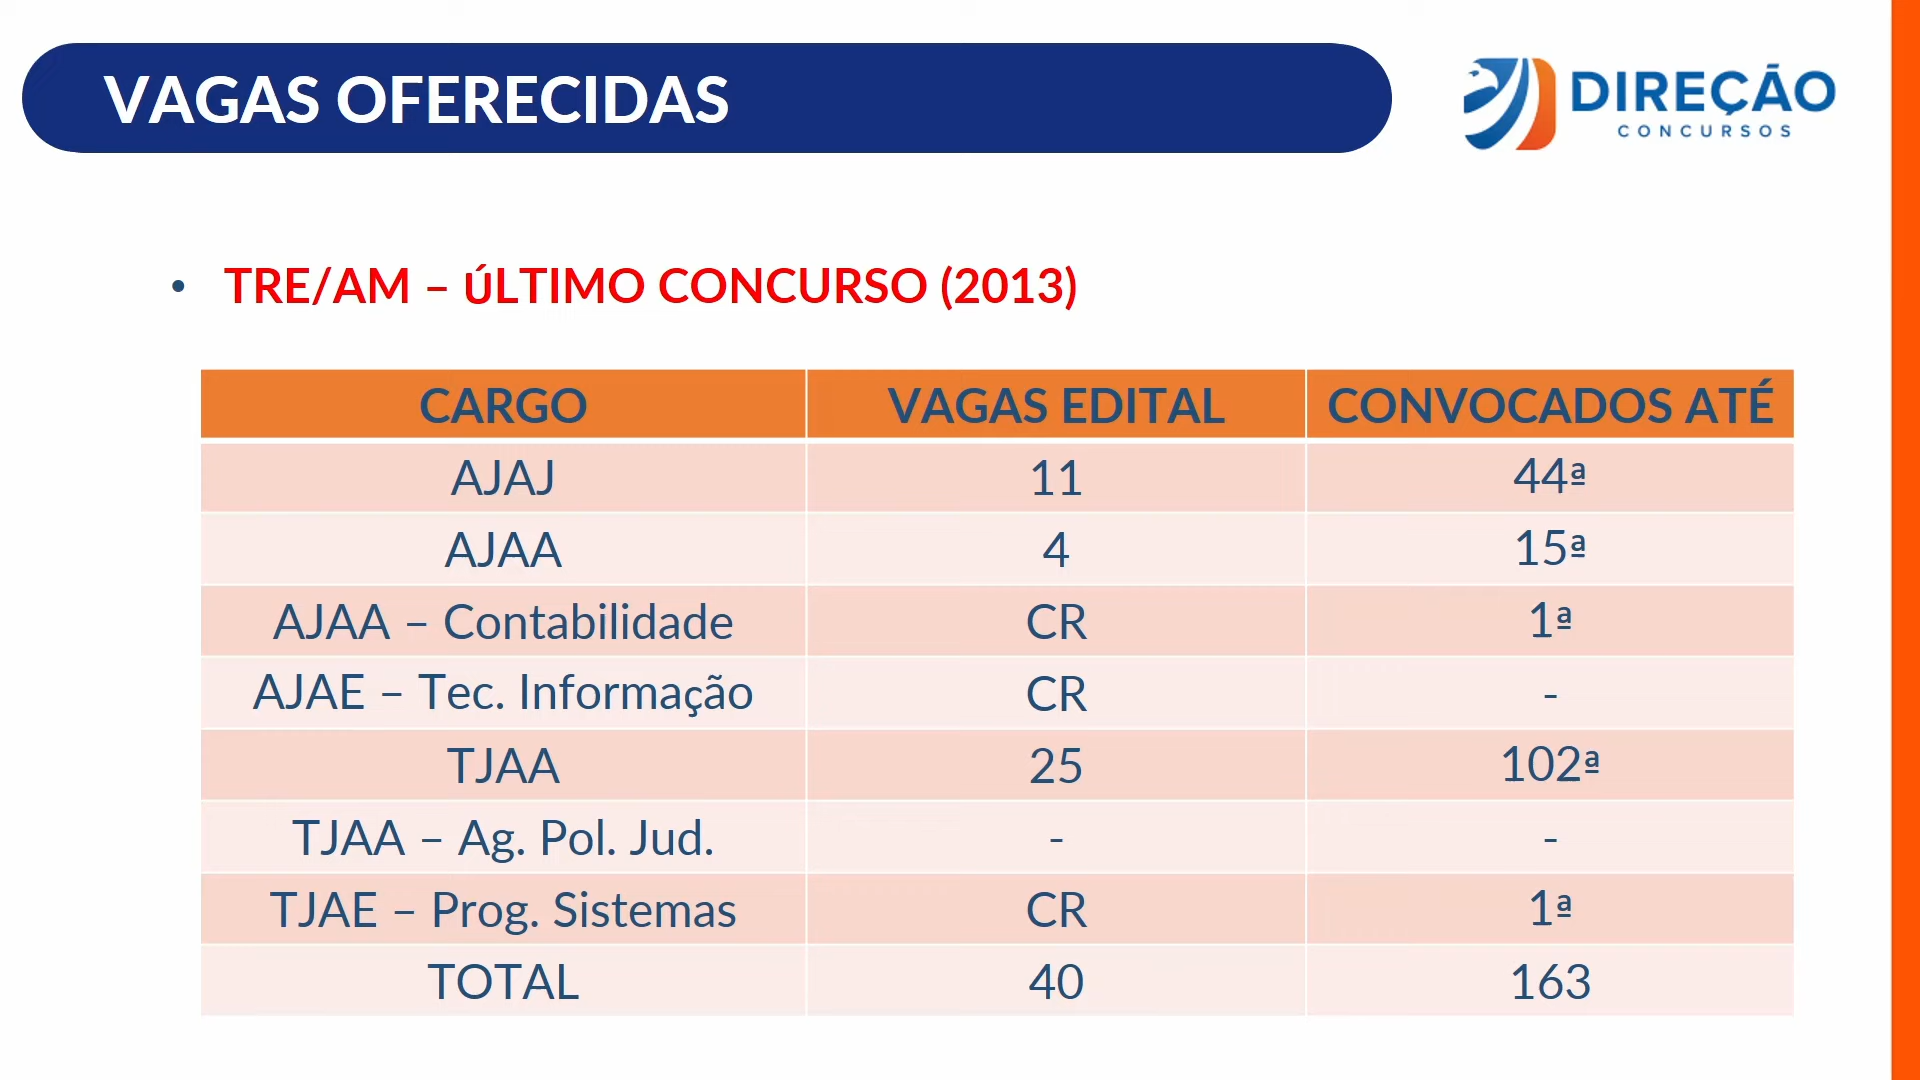 VAGAS OFERECIDAS
DIREÇÃO
CONCURSOS
• TRE/AM – úLTIMO CONCURSO (2013)
CARGO VAGAS EDITAL CONVOCADOS ATÉ
AJAJ 11 44ª
AJAA 4 15ª
AJAA – Contabilidade CR 1ª
AJAE – Tec. Informação CR -
TJAA 25 102ª
TJAA – Ag. Pol. Jud. - -
TJAE – Prog. Sistemas CR 1ª
TOTAL 40 163